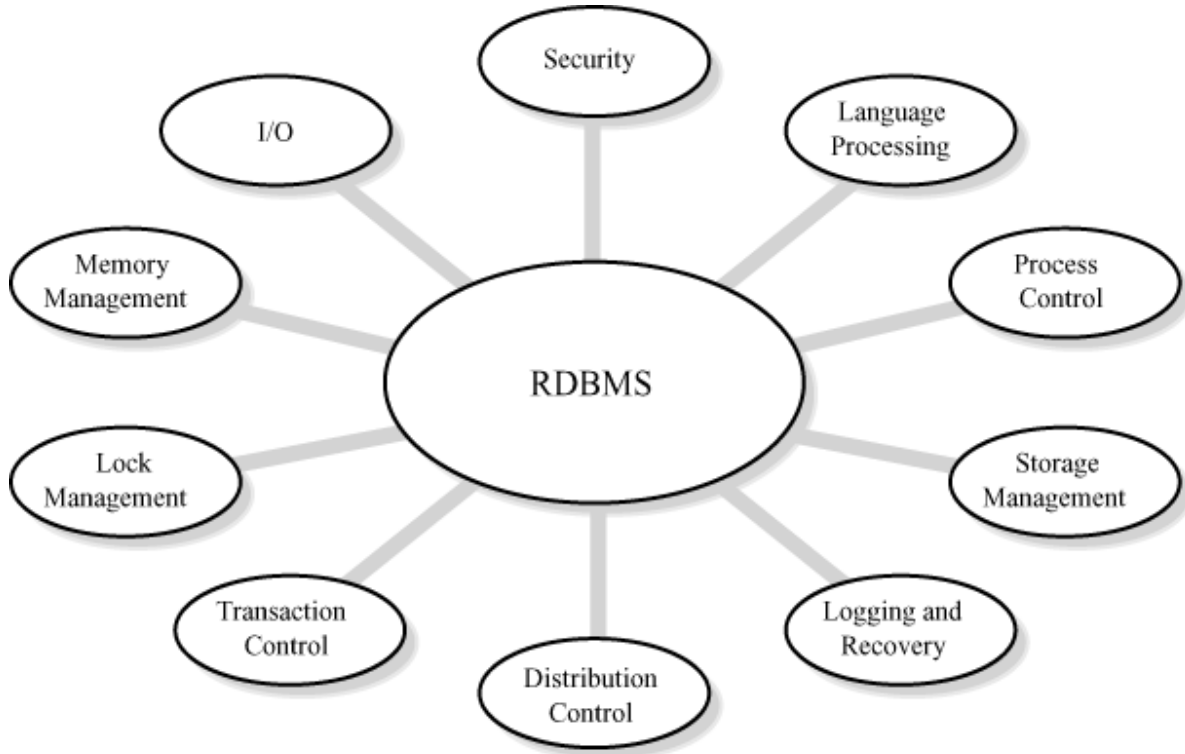 Security
I/O
Language
Processing
Memory
Management
Process
Control
RDBMS
Lock
Management
Storage
Management
Transaction
Control
Logging and
Recovery
Distribution
Control